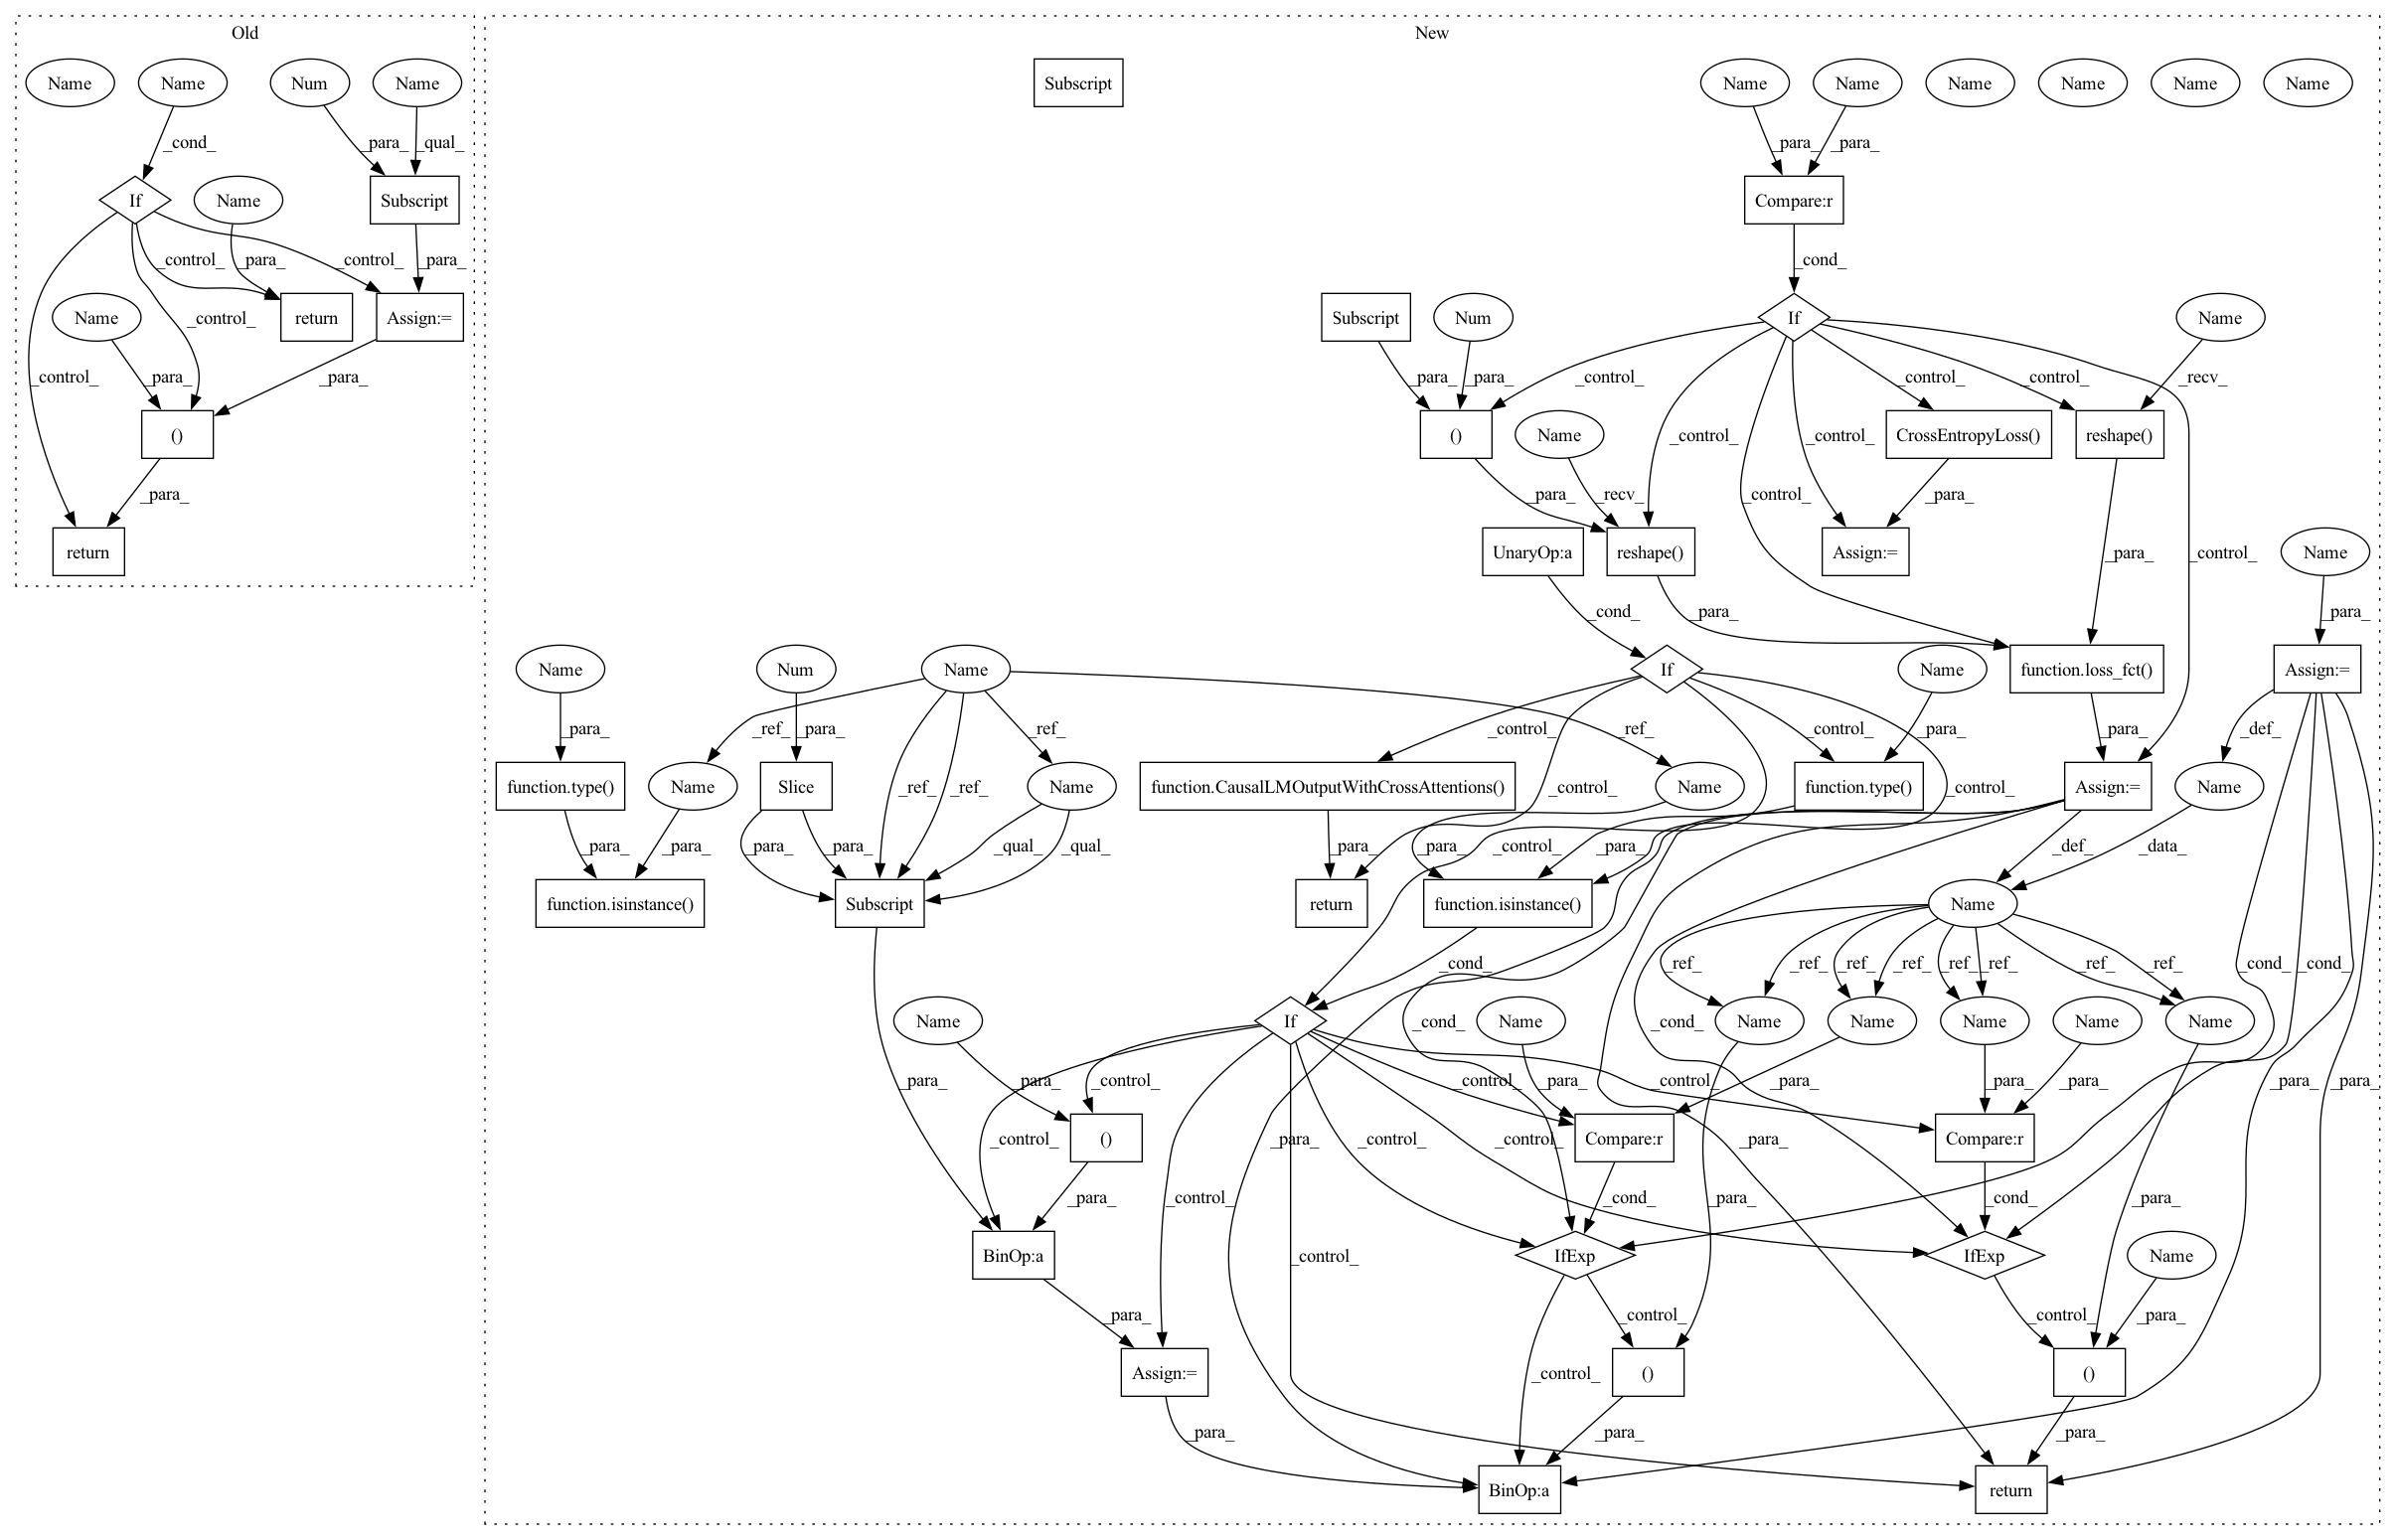 Old
New
Name
Name
Num
Name
Subscript
Name
Name
Name
Name
Name
Name
_cond_
_para_
_qual_
_para_
_para_
If
Name
Subscript
Compare:r
_control_
_para_
_control_
_para_
_cond_
Name
return
Assign:=
Subscript
Num
If
Name
_control_
_control_
_para_
_para_
_para_
_para_
_control_
_control_
_control_
_recv_
()
()
Name
CrossEntropyLoss()
reshape()
_control_
_control_
_para_
_para_
_recv_
_control_
_para_
return
UnaryOp:a
reshape()
Assign:=
_para_
_control_
Name
_cond_
_para_
_para_
Name
Num
Name
If
Name
function.loss_fct()
Assign:=
_para_
_ref_
_para_
_ref_
_ref_
_control_
_control_
_para_
_para_
_def_
function.type()
Name
Slice
Name
function.CausalLMOutputWithCrossAttentions()
Name
function.type()
Assign:=
Name
_control_
_control_
_ref_
_ref_
_para_
_para_
_para_
_para_
_qual_
_qual_
_para_
_para_
_control_
_para_
_def_
_data_
function.isinstance()
Subscript
return
function.isinstance()
Name
_cond_
_ref_
_ref_
_ref_
_ref_
_ref_
_ref_
_ref_
_ref_
_cond_
_cond_
Name
If
Name
Name
Name
Name
Name
Name
_cond_
_cond_
_para_
_para_
_control_
_control_
_para_
_para_
_control_
_para_
_para_
_para_
_para_
()
Compare:r
Compare:r
_control_
_para_
_control_
_control_
_para_
_para_
_control_
_cond_
_para_
_cond_
_para_
BinOp:a
_control_
IfExp
IfExp
Name
_para_
_control_
_control_
_para_
Assign:=
_control_
()
()
_para_
_para_
_para_
BinOp:a
return